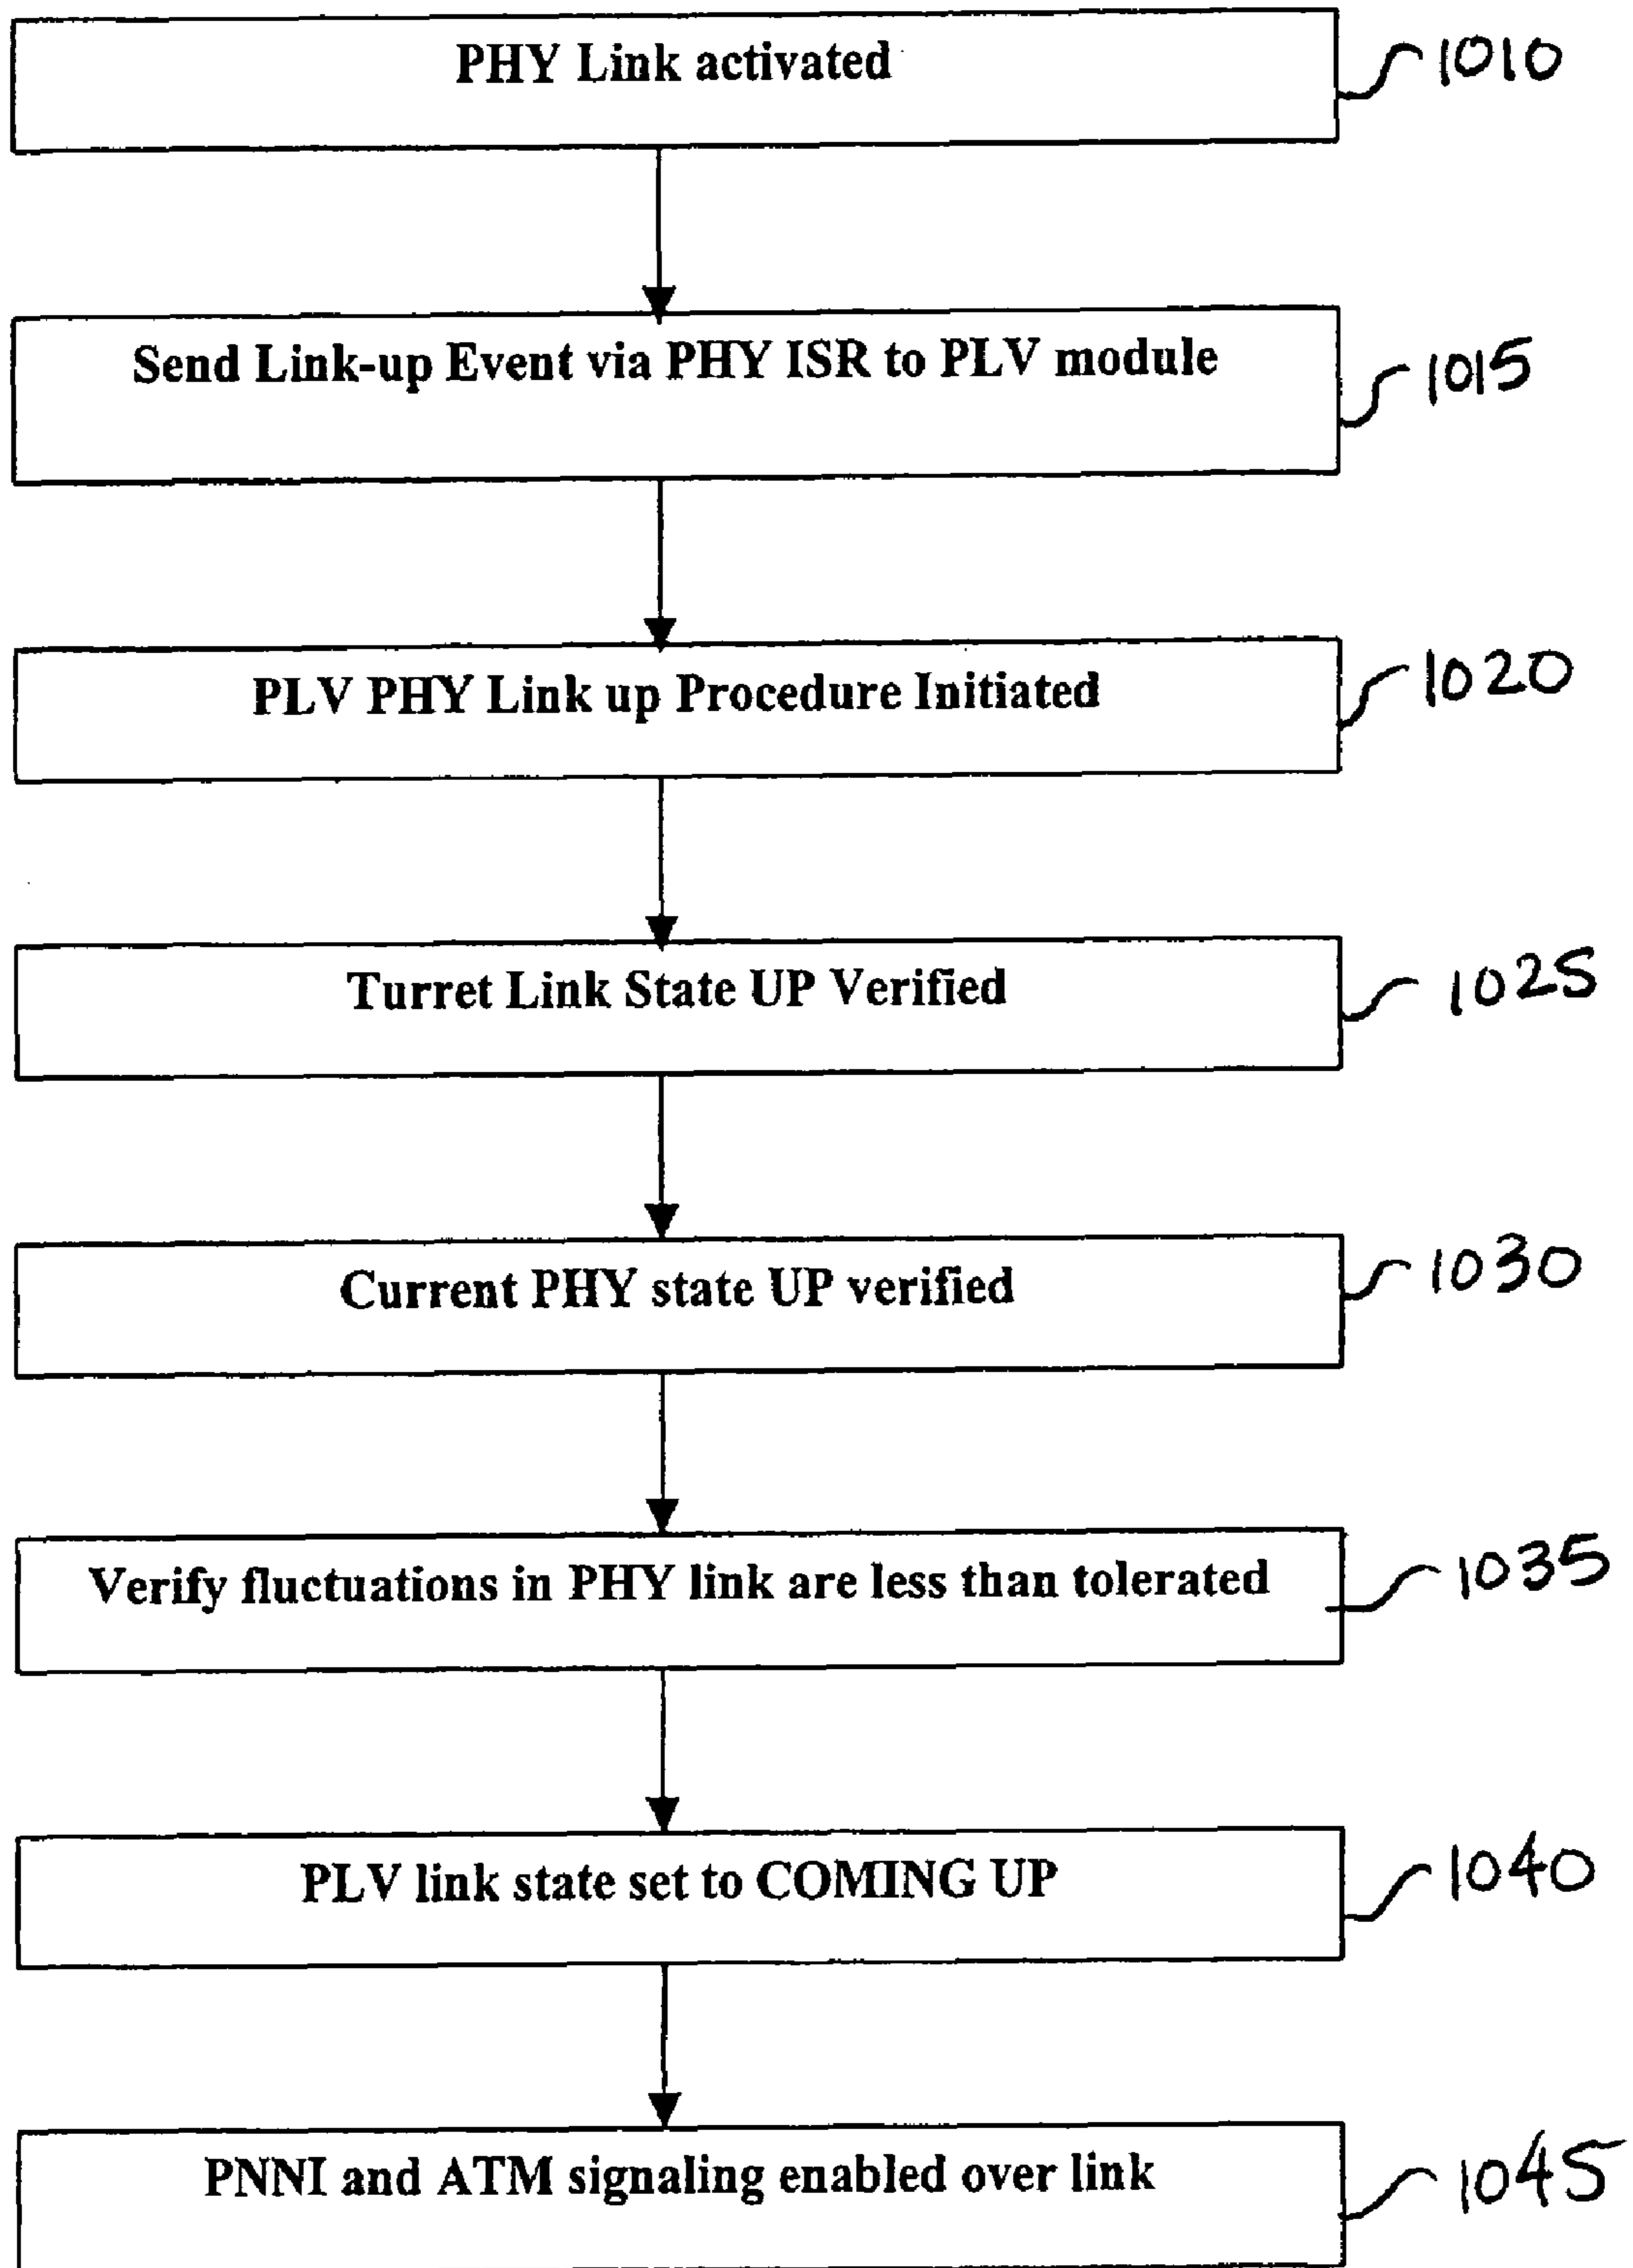 PHY Link activated
1010
Send Link-up Event via PHY ISR to PLV module
1015
PLV PHY Link up Procedure Initiated
1020
Turret Link State UP Verified
1025
Current PHY state UP verified
1030
Verify fluctuations in PHY link are less than tolerated
1035
PLV link state set to COMING UP
1040
PNNI and ATM signaling enabled over link
1045